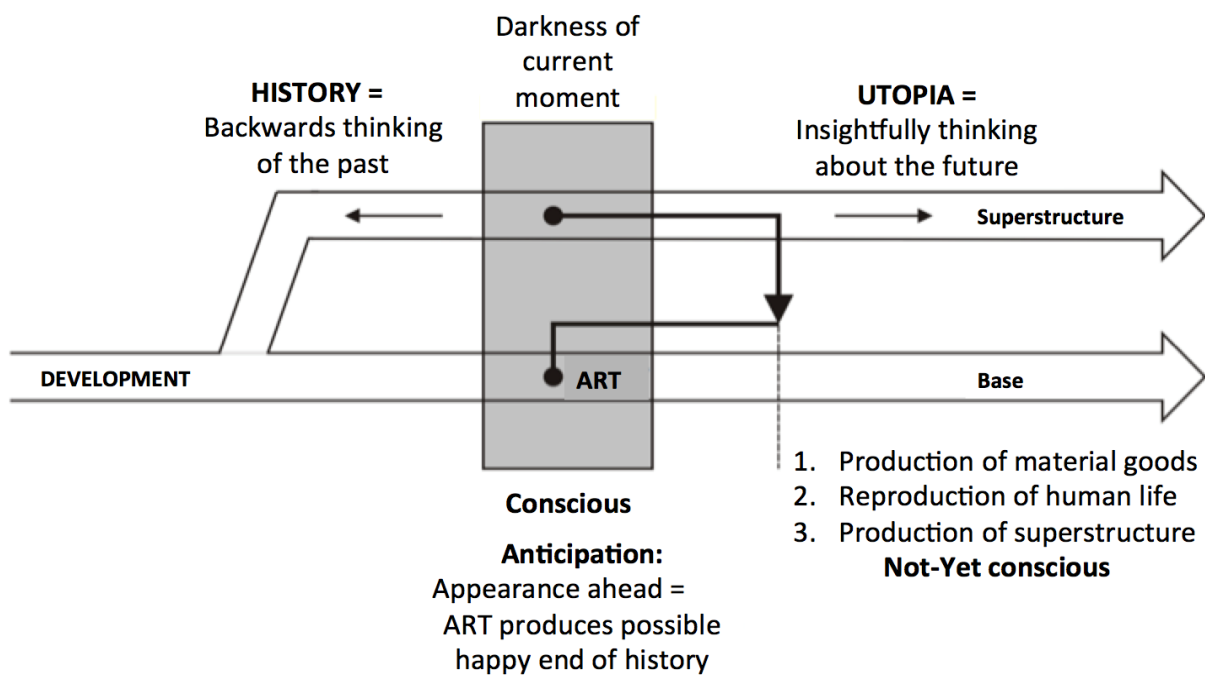 Darkness of
current
moment
HISTORY =
Backwards thinking
of the past
UTOPIA =
Insightfully thinking
about the future
Superstructure
DEVELOPMENT
ART
Base
Conscious
Anticipation:
Appearance ahead =
ART produces possible
happy end of history
1. Production of material goods
2. Reproduction of human life
3. Production of superstructure
Not-Yet conscious